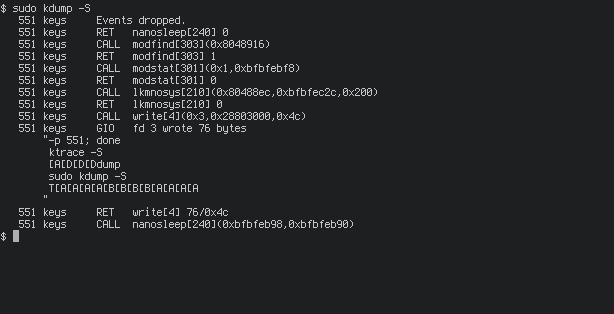 $ sudo kdump -S
551 keys Events dropped.
551 keys RET nanosleep[240] 0
551 keys CALL modfind[303](0x8048916)
551 keys RET modfind[303] 1
551 keys CALL modstat[301](0x1,0xbfbfebf8)
551 keys RET modstat[301] 0
551 keys CALL lkmnosys[210](0x80488ec,0xbfbfec2c,0x200)
551 keys RET lkmnosys[210] 0
551 keys CALL write[4](0x3,0x28803000,0x4c)
551 keys GIO fd 3 wrote 76 bytes
"-p 551; done
ktrace -S
[A[D[D[Ddump
sudo kdump -S
T[A[A[A[A[B[B[B[B[A[A[A[A
"
551 keys RET write[4] 76/0x4c
551 keys CALL nanosleep[240](0xbfbfeb98,0xbfbfeb90)
$